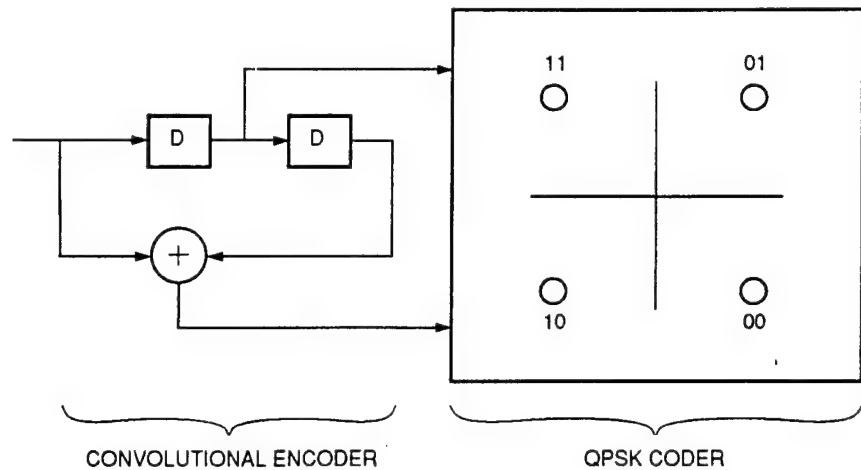 11 01
D D
+
10 00
CONVOLUTIONAL ENCODER QPSK CODER